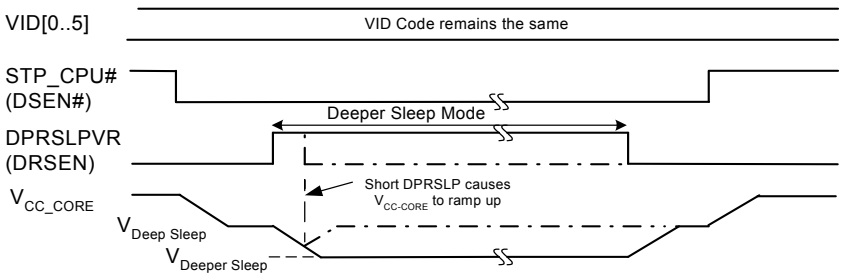 VID[0..5]
VID Code remains the same
STP_CPU#
(DSEN#)
Deeper Sleep Mode
DPRSLPVR
(DRSEN)
Short DPRSLP causes
VCC-CORE to ramp up
VCC_CORE
VDeep Sleep
VDeeper Sleep